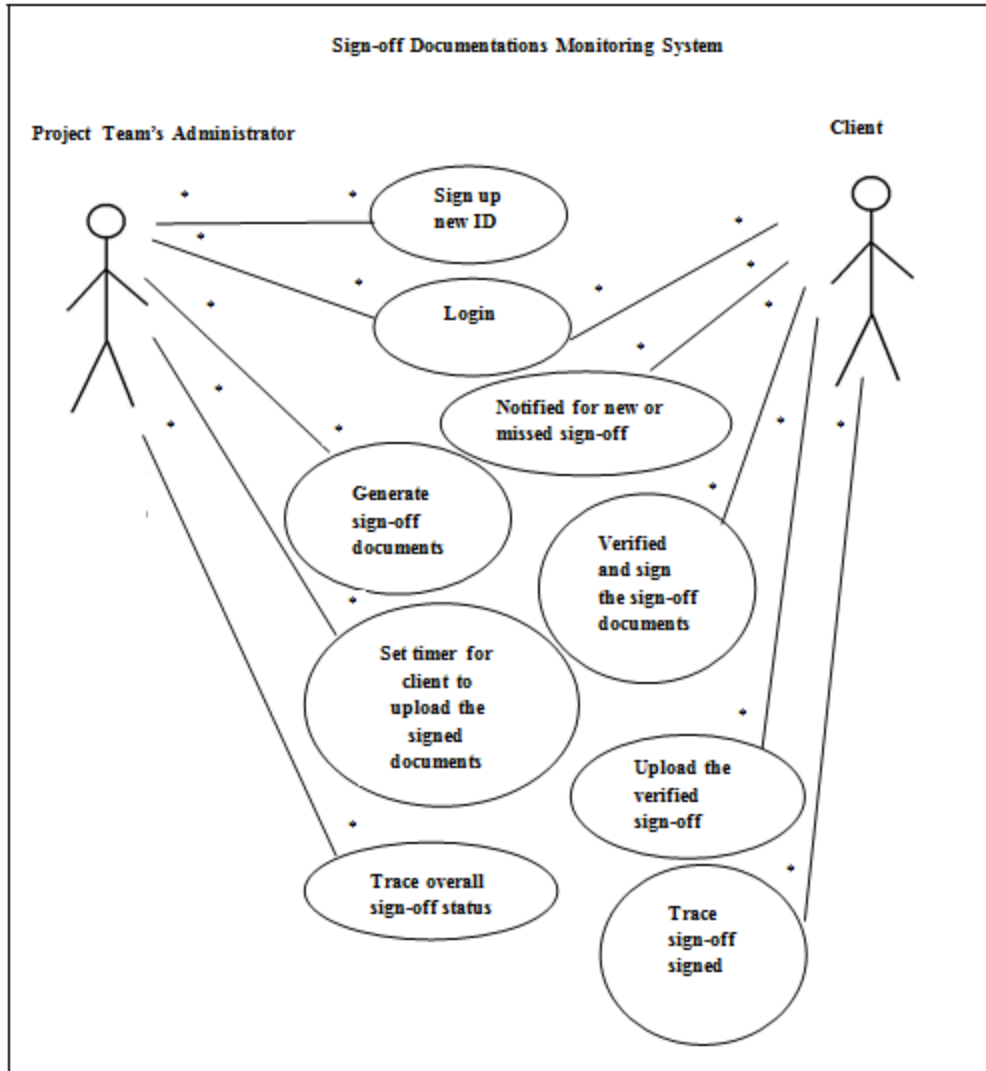 Sign-off Documentations Monitoring System
Project Team's Administrator
Client
* *
Sign up
new ID
*
*
*
Login
*
*
*
*
*
*
Notified for new or
missed sign-off
*
*
*
*
*
Generate
sign-off
documents
*
Verified
and sign
the sign-off
documents
*
Set timer for
client to
upload the
signed
documents
*
Upload the
verified
sign-off
*
Trace overall
sign-off status
*
Trace
sign-off
signed